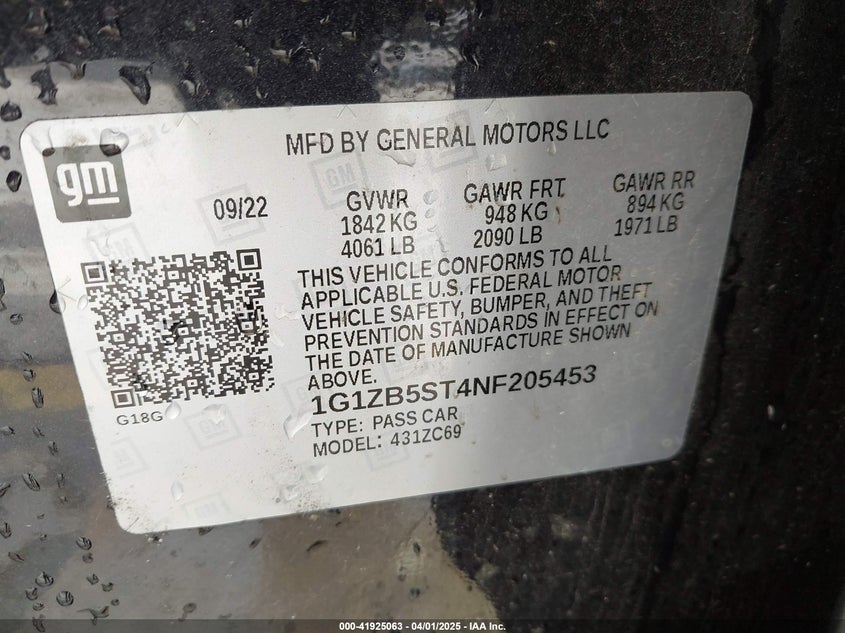 MFD BY GENERAL MOTORS LLC
gm
09/22
GVWR
1842 KG
4061 LB
GAWR FRT
948 KG
2090 LB
GAWR RR
894 KG
1971 LB
THIS VEHICLE CONFORMS TO ALL
APPLICABLE U.S. FEDERAL MOTOR
VEHICLE SAFETY, BUMPER, AND THEFT
PREVENTION STANDARDS IN EFFECT ON
THE DATE OF MANUFACTURE SHOWN
ABOVE.
1G1ZB5ST4NF205453
TYPE: PASS CAR
MODEL: 431ZC69
G18G
000-41925063 - 04/01/2025 - IAA Inc.